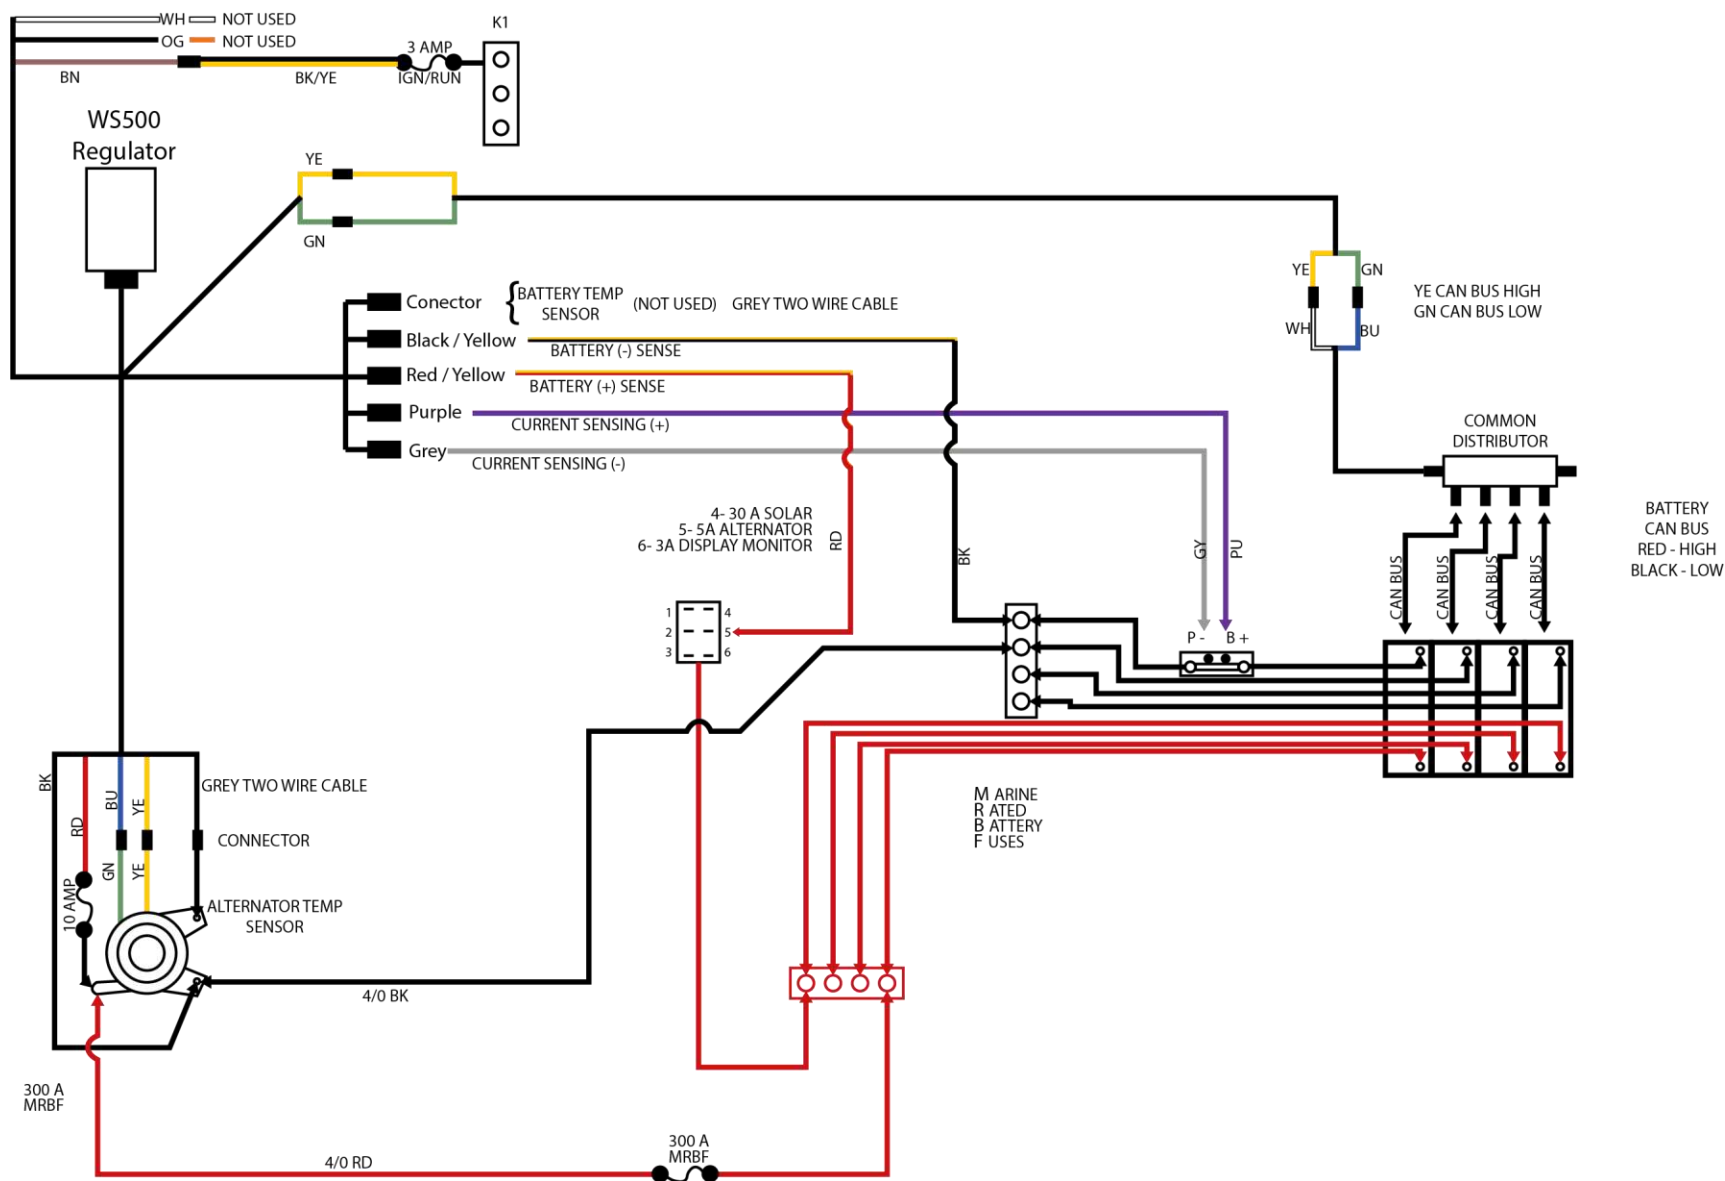 WH NOT USED
OG NOT USED
BN
BK/YE
3 AMP
IGN/RUN
K1
WS500
Regulator
YE
GN
Conector
BATTERY TEMP
SENSOR
(NOT USED)
GREY TWO WIRE CABLE
Black / Yellow
BATTERY (-) SENSE
Red / Yellow
BATTERY (+) SENSE
Purple
CURRENT SENSING (+)
Grey
CURRENT SENSING (-)
YE
GN
WH
BU
YE CAN BUS HIGH
GN CAN BUS LOW
COMMON
DISTRIBUTOR
BATTERY
CAN BUS
RED - HIGH
BLACK - LOW
CAN BUS
CAN BUS
CAN BUS
CAN BUS
4- 30 A SOLAR
5- 5A ALTERNATOR
6- 3A DISPLAY MONITOR
RD
BK
GY
PU
1
2
3
4
5
6
P -
B +
M ARINE
R ATED
B ATTERY
F USES
BK
RD
BU
YE
GREY TWO WIRE CABLE
CONNECTOR
GN
YE
10 AMP
ALTERNATOR TEMP
SENSOR
4/0 BK
300 A
MRBF
4/0 RD
300 A
MRBF